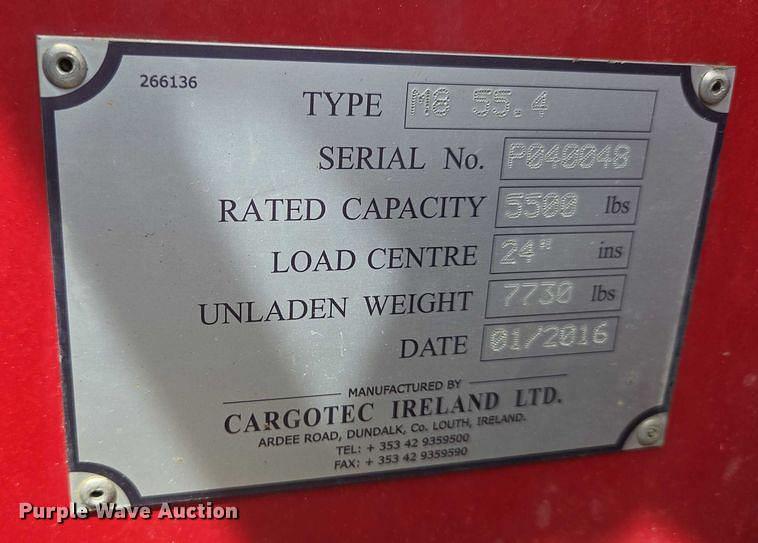 266136
TYPE M8 55.4
SERIAL No. P040048
RATED CAPACITY 5500 lbs
LOAD CENTRE 24" ins
UNLADEN WEIGHT 7730 lbs
DATE 01/2016
MANUFACTURED BY
CARGOTEC IRELAND LTD.
ARDEE ROAD, DUNDALK, Co. LOUTH, IRELAND.
TEL: + 353 42 9359500
FAX: + 353 42 9359590
Purple Wave Auction